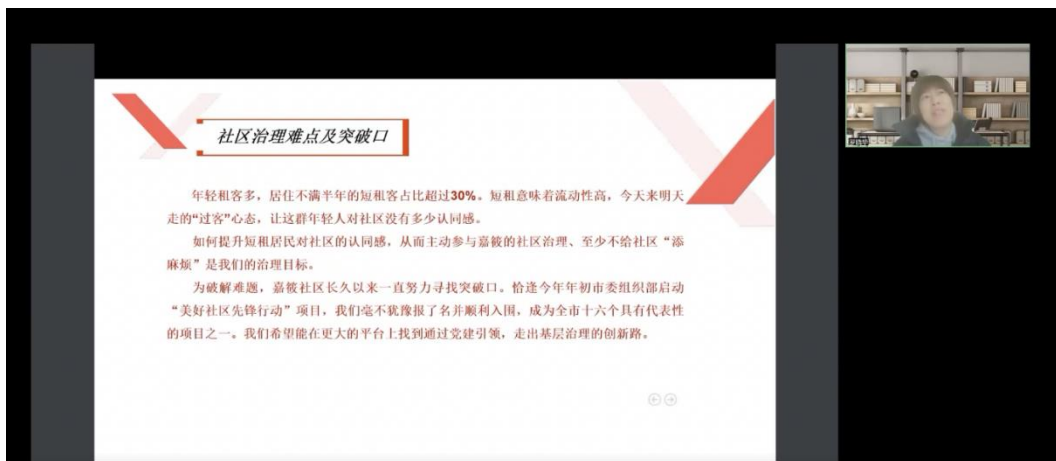 社区治理难点及突破口
年轻租客多，居住不满半年的短租客占比超过30%。短租意味着流动性高，今天来明天
走的“过客”心态，让这群年轻人对社区没有多少认同感。
如何提升短租居民对社区的认同感，从而主动参与嘉筱的社区治理、至少不给社区“添
麻烦”是我们的治理目标。
为破解难题，嘉筱社区长久以来一直努力寻找突破口。恰逢今年年初市委组织部启动
“美好社区先锋行动”项目，我们毫不犹豫报了名并顺利入围，成为全市十六个具有代表性
的项目之一。我们希望能在更大的平台上找到通过党建引领，走出基层治理的创新路。